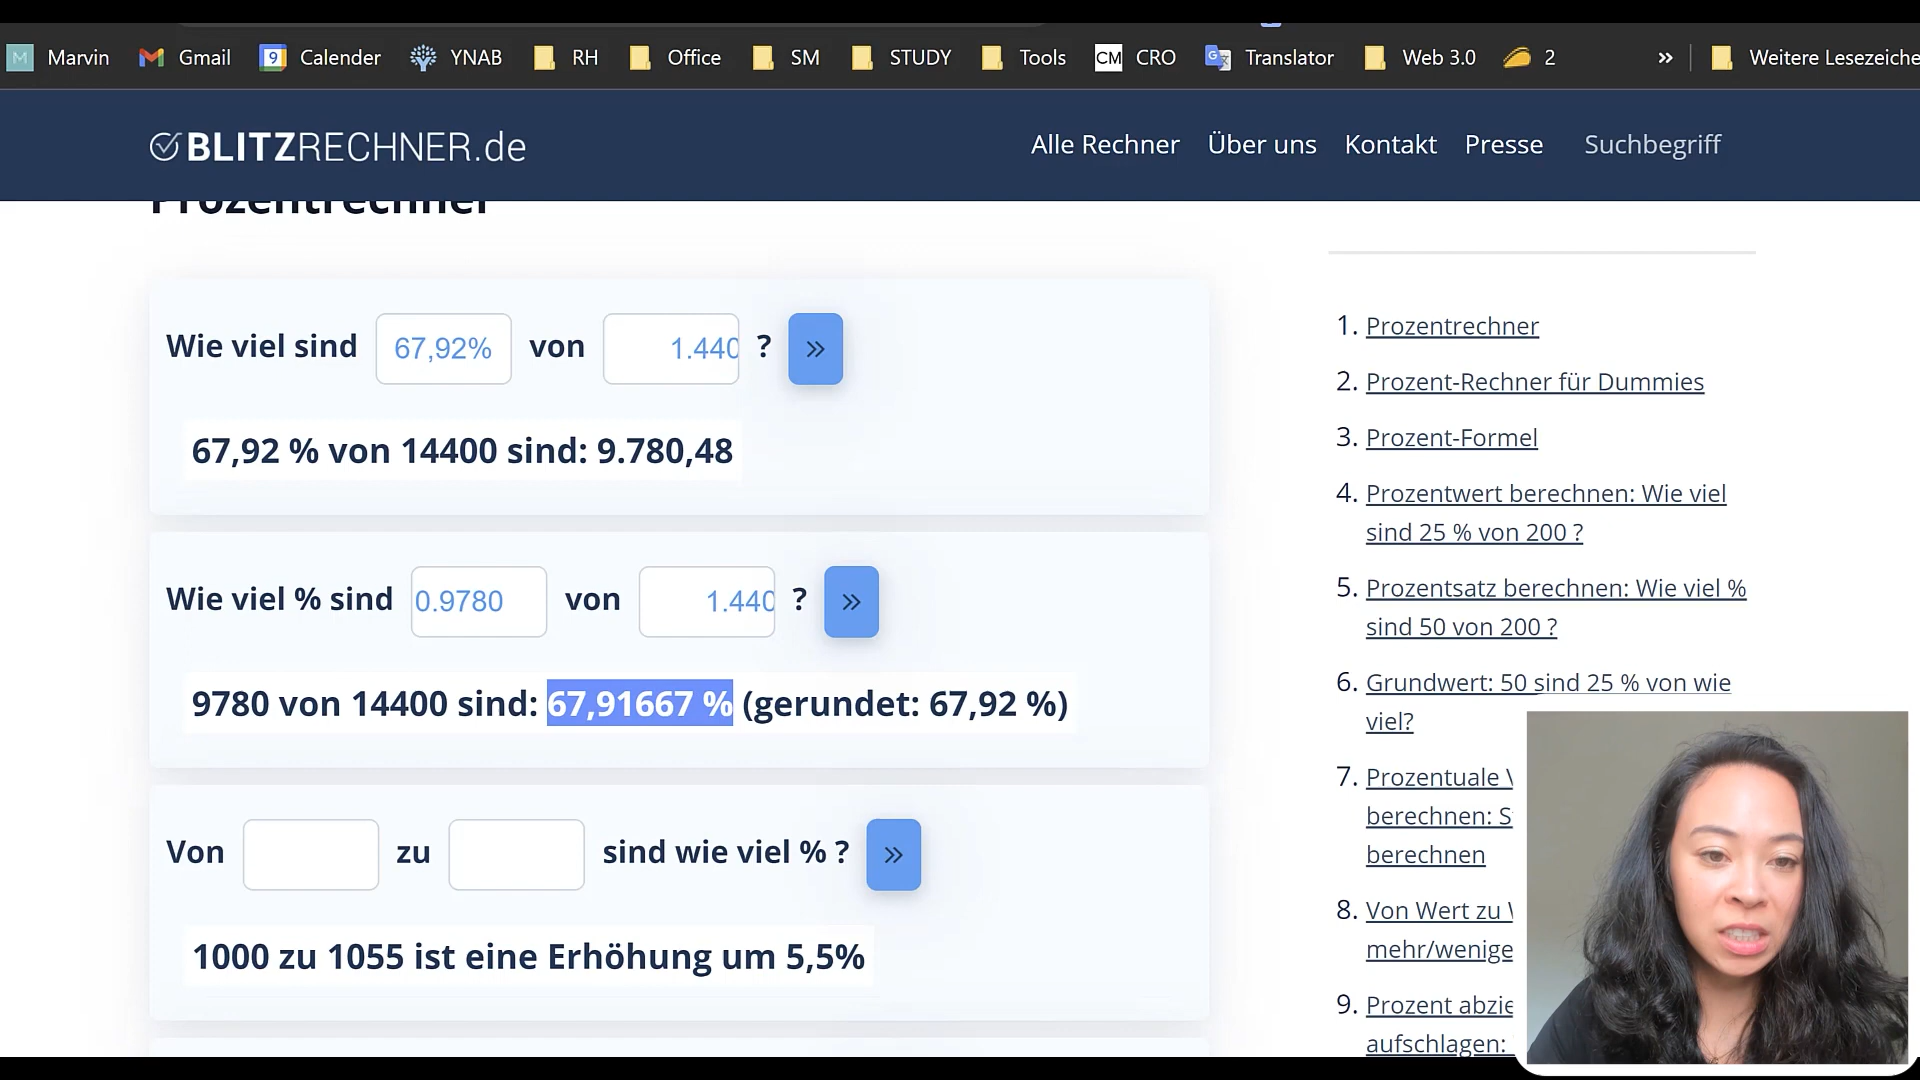 Marvin Gmail 9 Calender YNAB RH Office SM STUDY Tools CM CRO Translator Web 3.0 2 » Weitere Lesezeiche
BLITZRECHNER.de Alle Rechner Über uns Kontakt Presse Suchbegriff
Prozentrechner
Wie viel sind 67,92% von 1.440 ? »
67,92 % von 14400 sind: 9.780,48
Wie viel % sind 0.9780 von 1.440 ? »
9780 von 14400 sind: 67,91667 % (gerundet: 67,92 %)
Von zu sind wie viel % ? »
1000 zu 1055 ist eine Erhöhung um 5,5%
1. Prozentrechner
2. Prozent-Rechner für Dummies
3. Prozent-Formel
4. Prozentwert berechnen: Wie viel
sind 25 % von 200 ?
5. Prozentsatz berechnen: Wie viel %
sind 50 von 200 ?
6. Grundwert: 50 sind 25 % von wie
viel?
7. Prozentuale
berechnen: S
berechnen
8. Von Wert zu
mehr/wenige
9. Prozent abzie
aufschlagen: